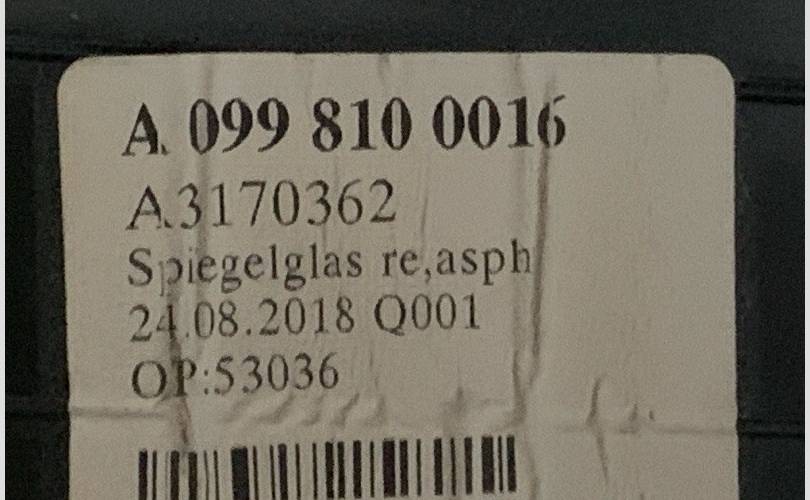 A 099 810 0016
A3170362
Spiegelglas re,asph
24.08.2018 Q001
OP:53036